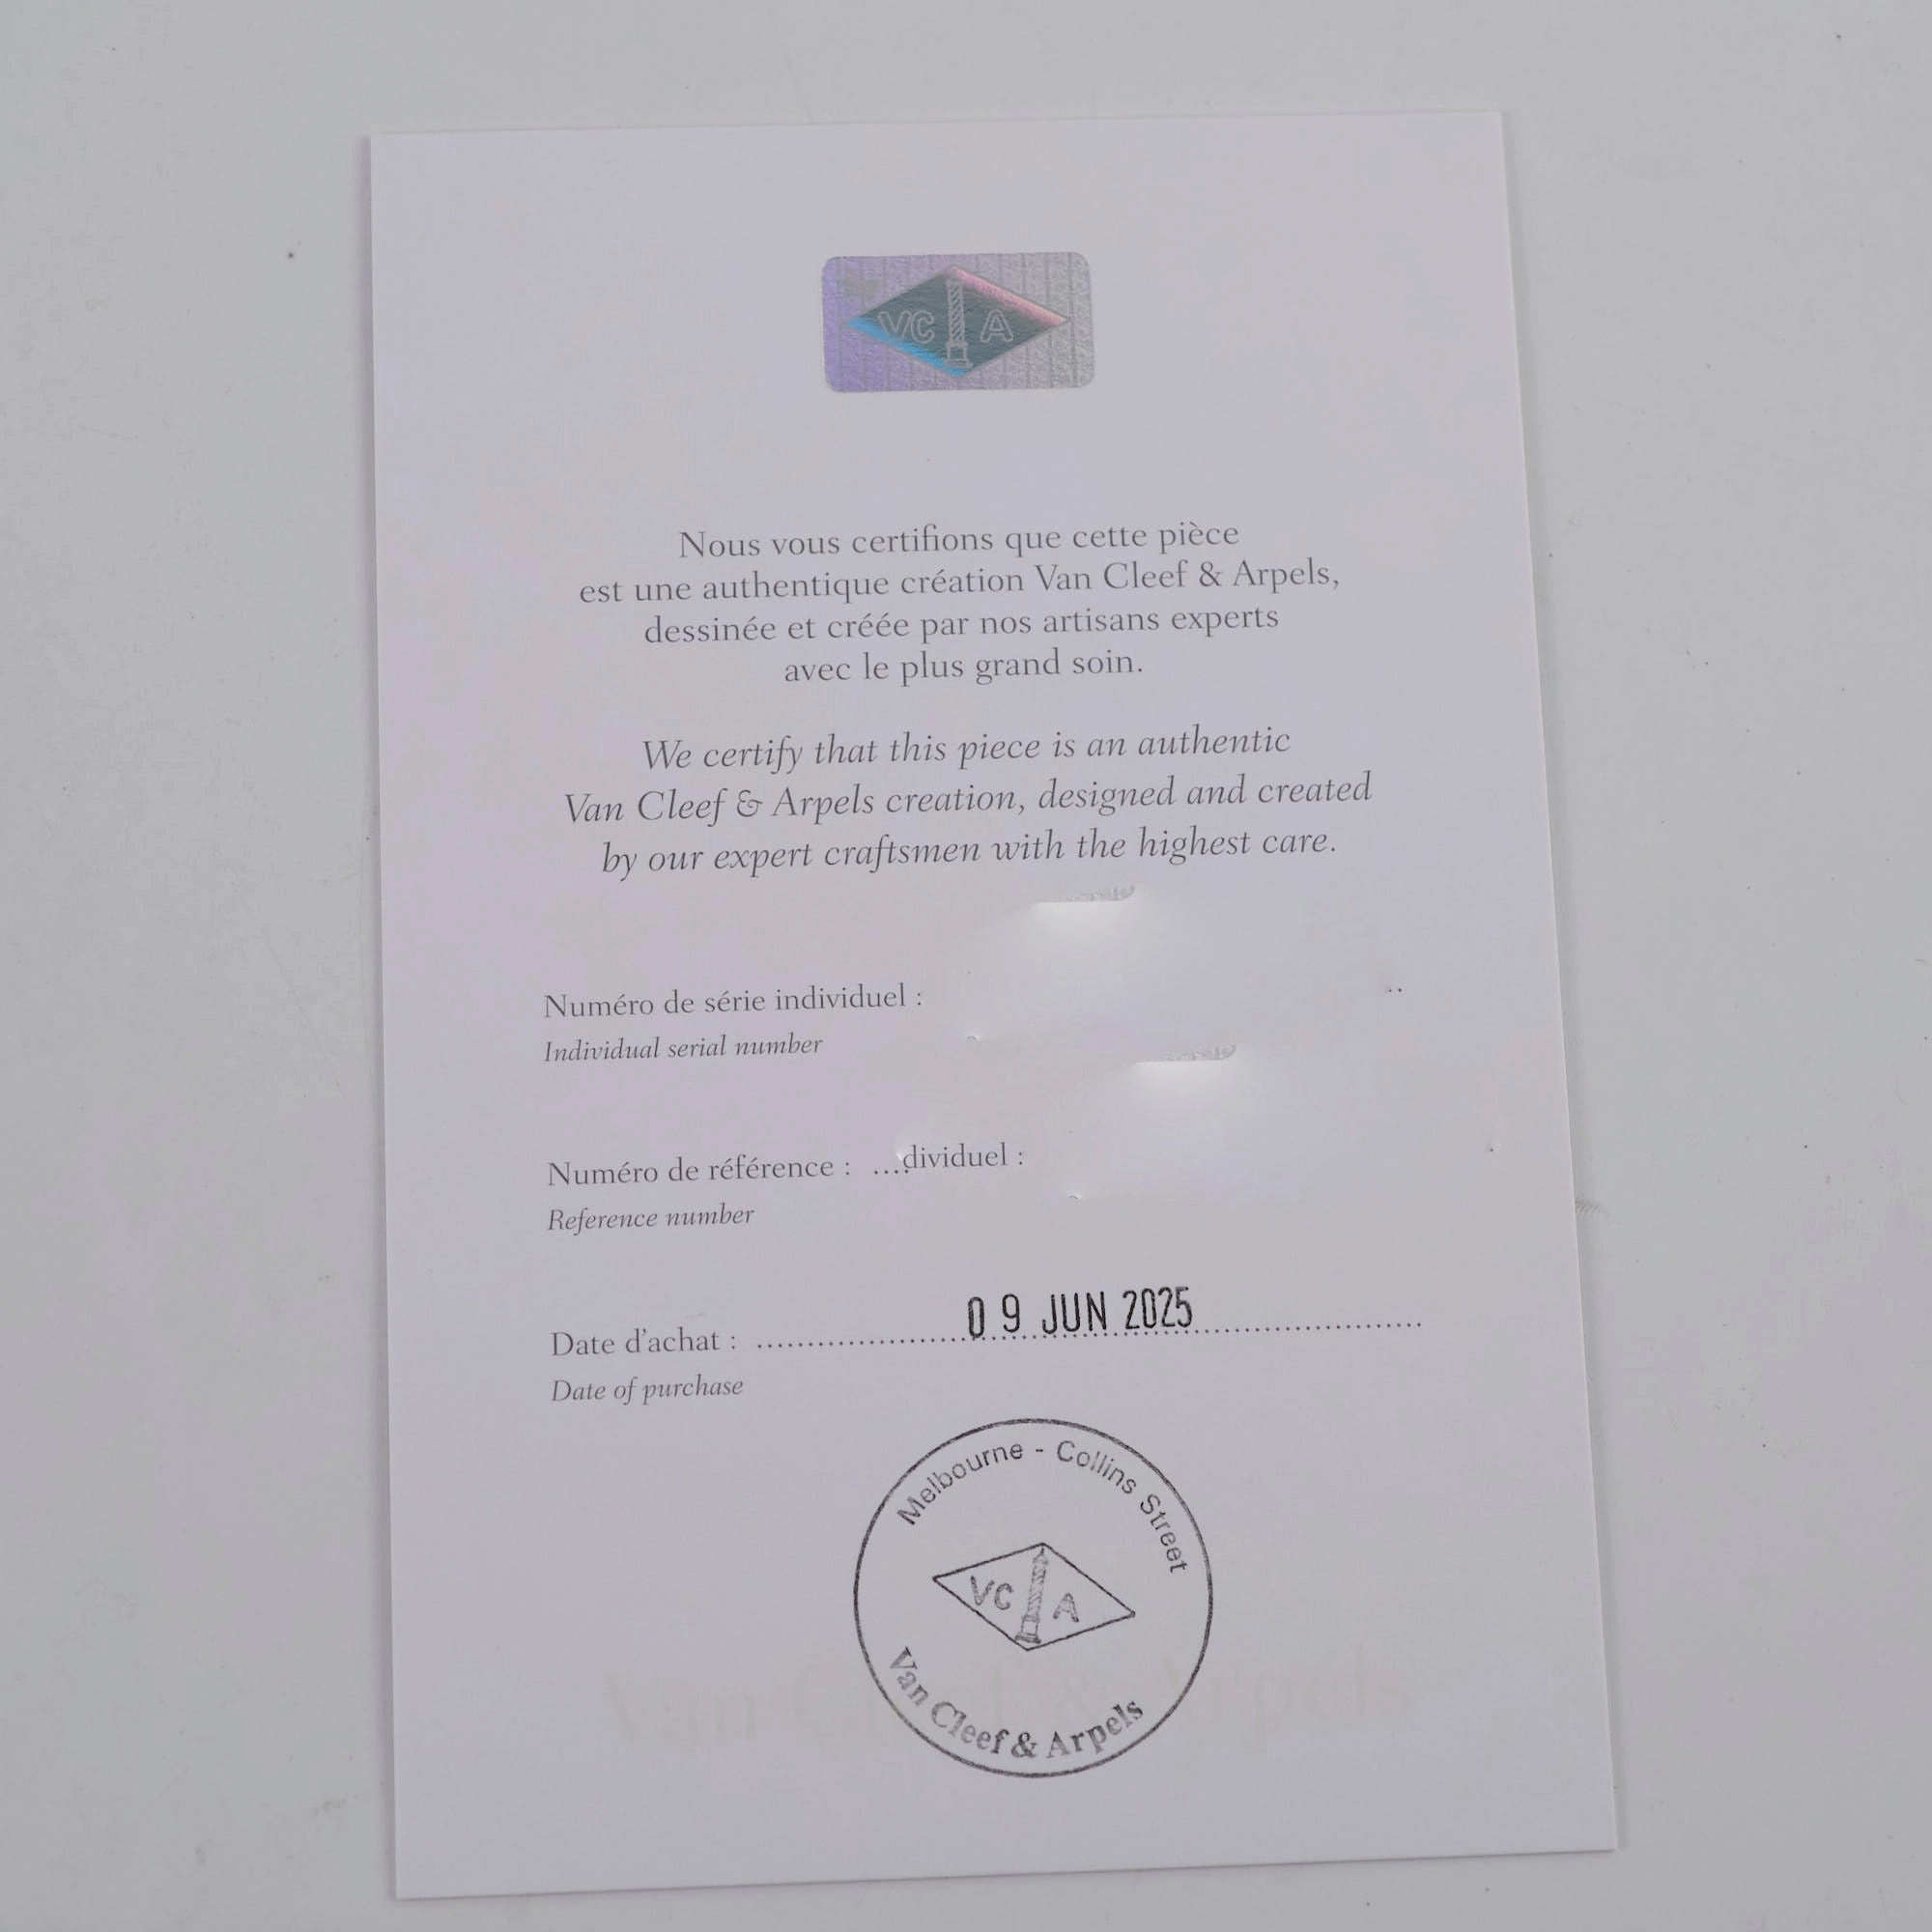 VC A
Nous vous certifions que cette pièce
est une authentique création Van Cleef & Arpels,
dessinée et créée par nos artisans experts
avec le plus grand soin.
We certify that this piece is an authentic
Van Cleef & Arpels creation, designed and created
by our expert craftsmen with the highest care.
Numéro de série individuel :
Individual serial number
Numéro de référence : ...dividuel :
Reference number
Date d'achat : 09 JUN 2025
Date of purchase
Melbourne - Collins Street
VC A
Van Cleef & Arpels
Van Cleef & Arpels